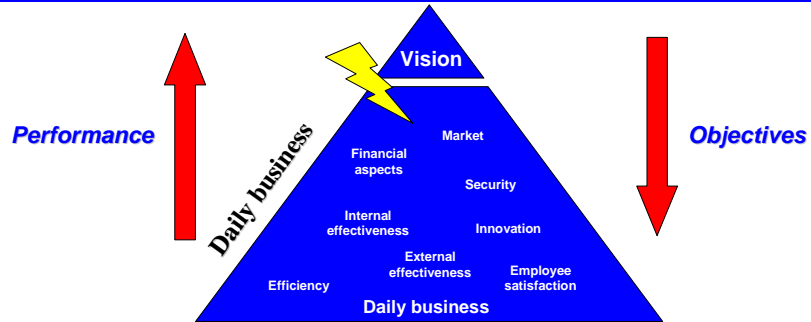 Vision
Performance
Objectives
Daily business
Market
Financial
aspects
Security
Internal
effectiveness
Innovation
External
effectiveness
Employee
satisfaction
Efficiency
Daily business